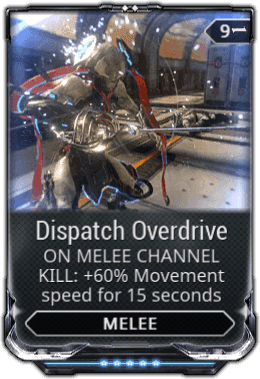 9
Dispatch Overdrive
ON MELEE CHANNEL
KILL: +60% Movement
speed for 15 seconds
MELEE